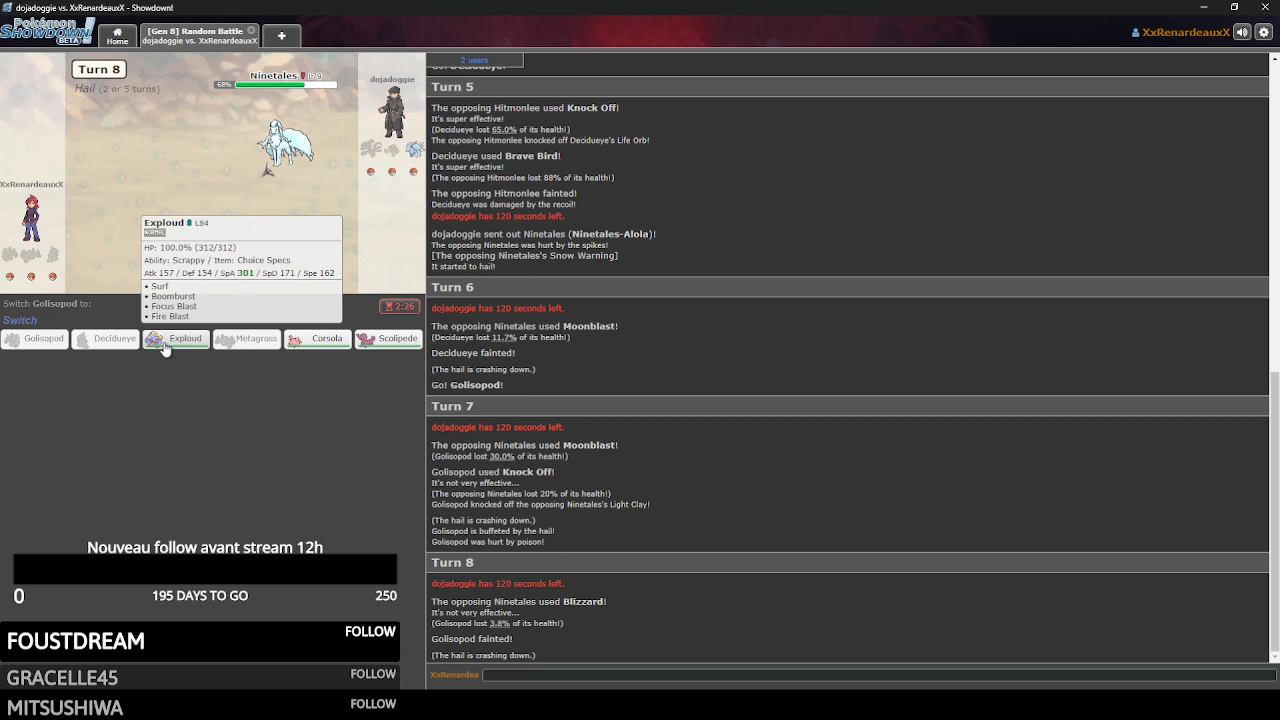 dojadoggie vs. XxRenardeauxX - Showdown!
Pokémon
Showdown!
BETA
Home
[Gen 8] Random Battle
dojadoggie vs. XxRenardeauxX
+
XxRenardeauxX
Turn 8
Hail (2 or 5 turns)
Ninetales L79
68%
dojadoggie
XxRenardeauxX
Exploud L84
NORMAL
HP: 100.0% (312/312)
Ability: Scrappy / Item: Choice Specs
Atk 157 / Def 154 / SpA 301 / SpD 171 / Spe 162
• Surf
• Boomburst
• Focus Blast
• Fire Blast
Switch Golisopod to:
2:26
Switch
Golisopod
Decidueye
Exploud
Metagross
Corsola
Scolipede
Nouveau follow avant stream 12h
0
195 DAYS TO GO
250
FOUSTDREAM
FOLLOW
GRACELLE45
FOLLOW
MITSUSHIWA
FOLLOW
2 users
Turn 5
The opposing Hitmonlee used Knock Off!
It's super effective!
(Decidueye lost 65.0% of its health!)
The opposing Hitmonlee knocked off Decidueye's Life Orb!
Decidueye used Brave Bird!
It's super effective!
(The opposing Hitmonlee lost 88% of its health!)
The opposing Hitmonlee fainted!
Decidueye was damaged by the recoil!
dojadoggie has 120 seconds left.
dojadoggie sent out Ninetales (Ninetales-Alola)!
The opposing Ninetales was hurt by the spikes!
[The opposing Ninetales's Snow Warning]
It started to hail!
Turn 6
dojadoggie has 120 seconds left.
The opposing Ninetales used Moonblast!
(Decidueye lost 11.7% of its health!)
Decidueye fainted!
(The hail is crashing down.)
Go! Golisopod!
Turn 7
dojadoggie has 120 seconds left.
The opposing Ninetales used Moonblast!
(Golisopod lost 30.0% of its health!)
Golisopod used Knock Off!
It's not very effective...
(The opposing Ninetales lost 20% of its health!)
Golisopod knocked off the opposing Ninetales's Light Clay!
(The hail is crashing down.)
Golisopod is buffeted by the hail!
Golisopod was hurt by poison!
Turn 8
dojadoggie has 120 seconds left.
The opposing Ninetales used Blizzard!
It's not very effective...
(Golisopod lost 3.8% of its health!)
Golisopod fainted!
(The hail is crashing down.)
XxRenardea